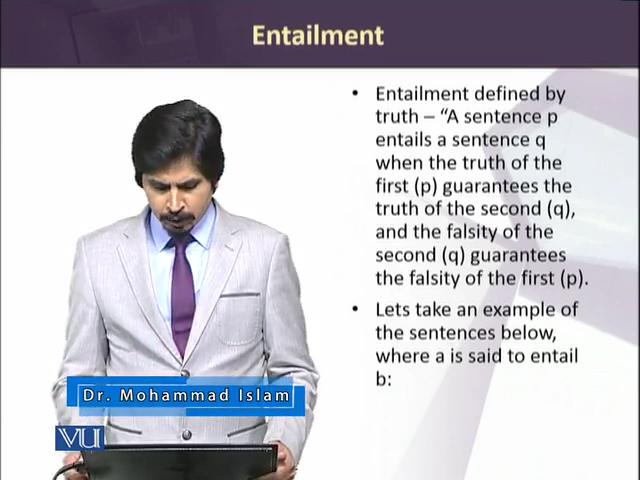 Entailment
• Entailment defined by
truth – “A sentence p
entails a sentence q
when the truth of the
first (p) guarantees the
truth of the second (q),
and the falsity of the
second (q) guarantees
the falsity of the first (p).
• Lets take an example of
the sentences below,
where a is said to entail
b:
Dr. Mohammad Islam
VU